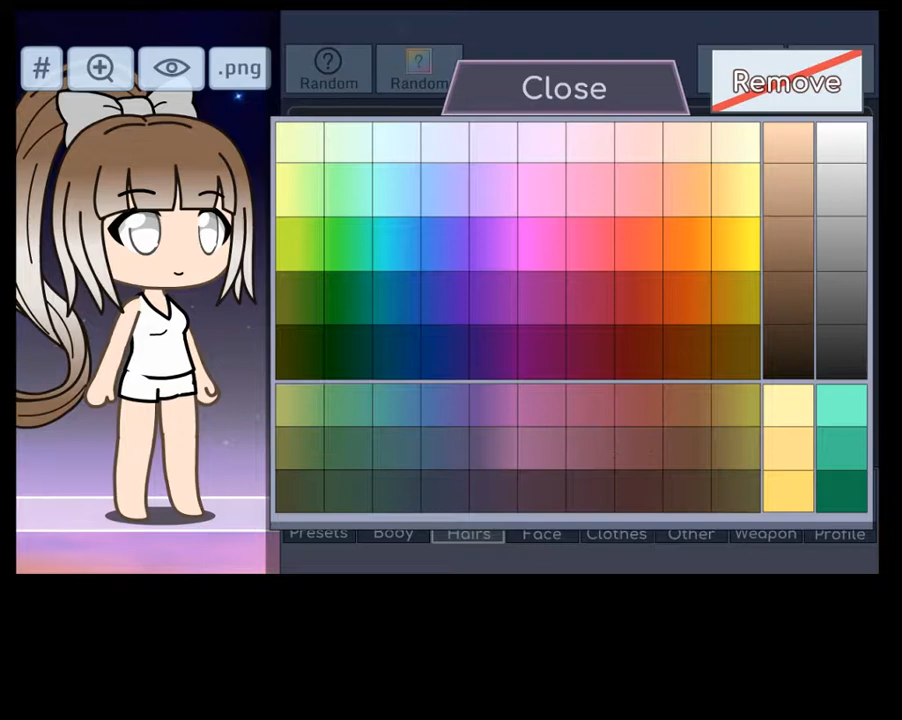 # .png
? ?
Random Random
Close
Remove
Presets Body Hairs Face Clothes Other Weapon Profile